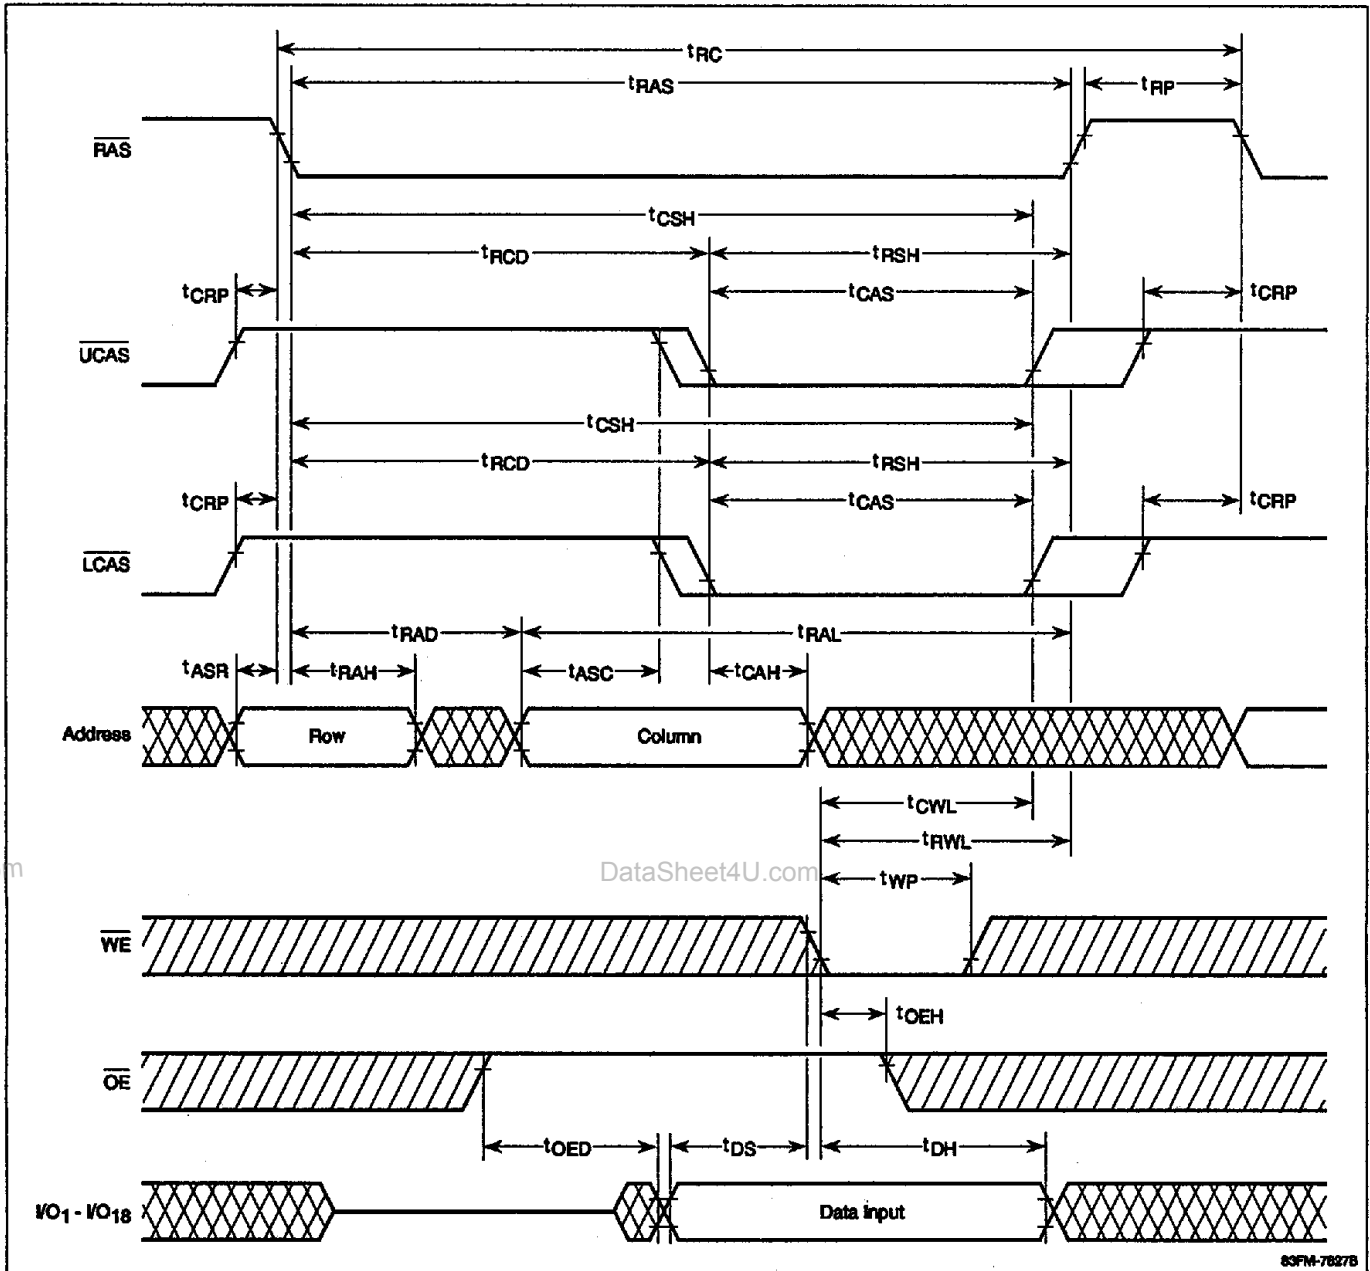 tRC
tRAS
tRP
RAS
tCSH
tRCD
tRSH
tCRP
tCAS
tCRP
UCAS
tCSH
tRCD
tRSH
tCRP
tCAS
tCRP
LCAS
tRAD
tRAL
tASR
tRAH
tASC
tCAH
Address
Row
Column
tCWL
tRWL
m
DataSheet4U.com
tWP
WE
tOEH
OE
tOED
tDS
tDH
I/O1 - I/O18
Data input
83FM-7827B